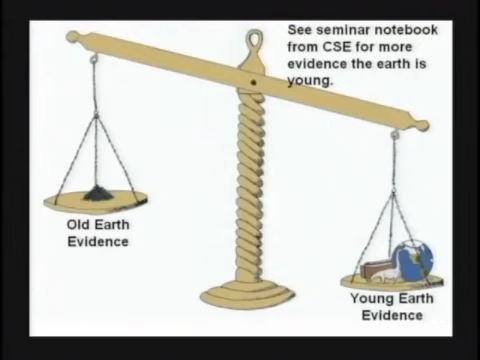 See seminar notebook
from CSE for more
evidence the earth is
young.
Old Earth
Evidence
Young Earth
Evidence